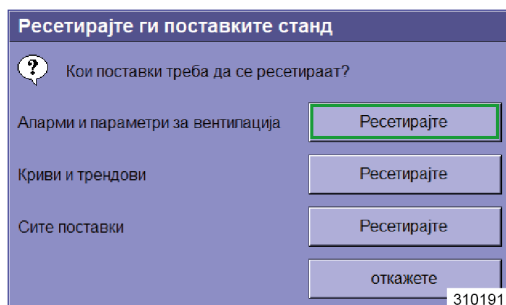 Ресетирајте ги поставките станд
Кои поставки треба да се ресетираат?
Аларми и параметри за вентипација
Ресетирајте
Криви и трендови
Ресетирајте
Сите поставки
Ресетирајте
откажете
310191